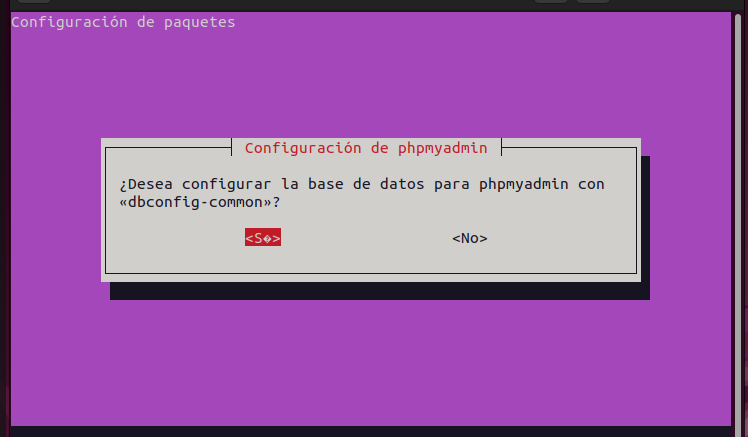 Configuración de paquetes
Configuración de phpmyadmin
¿Desea configurar la base de datos para phpmyadmin con
«dbconfig-common»?
<S�> <No>